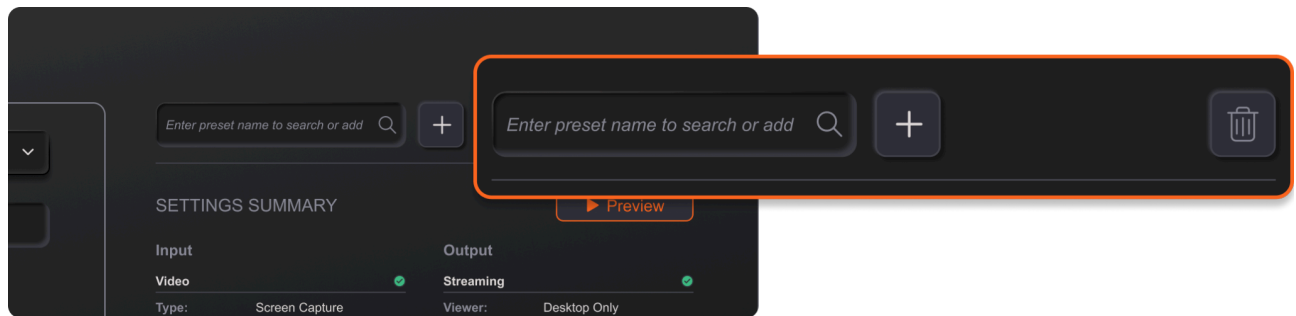 Enter preset name to search or add
Enter preset name to search or add
SETTINGS SUMMARY
Preview
Input
Output
Video
Streaming
Type: Screen Capture
Viewer: Desktop Only